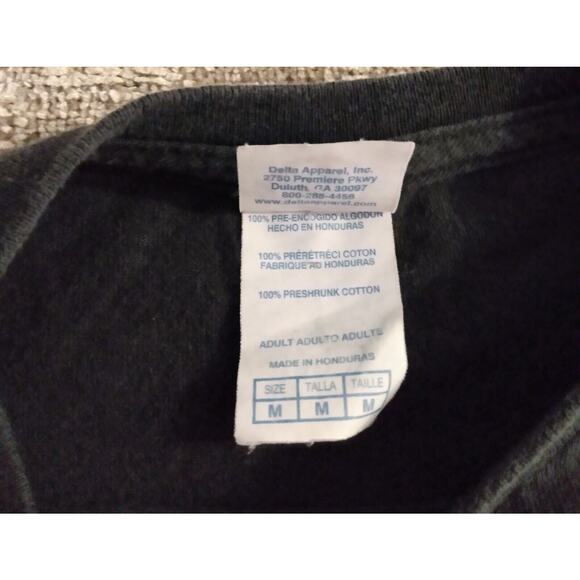 Delta Apparel, Inc.
2750 Premiere Pkwy
Duluth, GA 30097
800-285-4456
www.deltaapparel.com
100% PRE-ENCOGIDO ALGODON
HECHO EN HONDURAS
100% PRÉRÉTRÉCI COTON
FABRIQUE AU HONDURAS
100% PRESHRUNK COTTON
ADULT ADULTO ADULTE
MADE IN HONDURAS
SIZE TALLA TAILLE
M M M